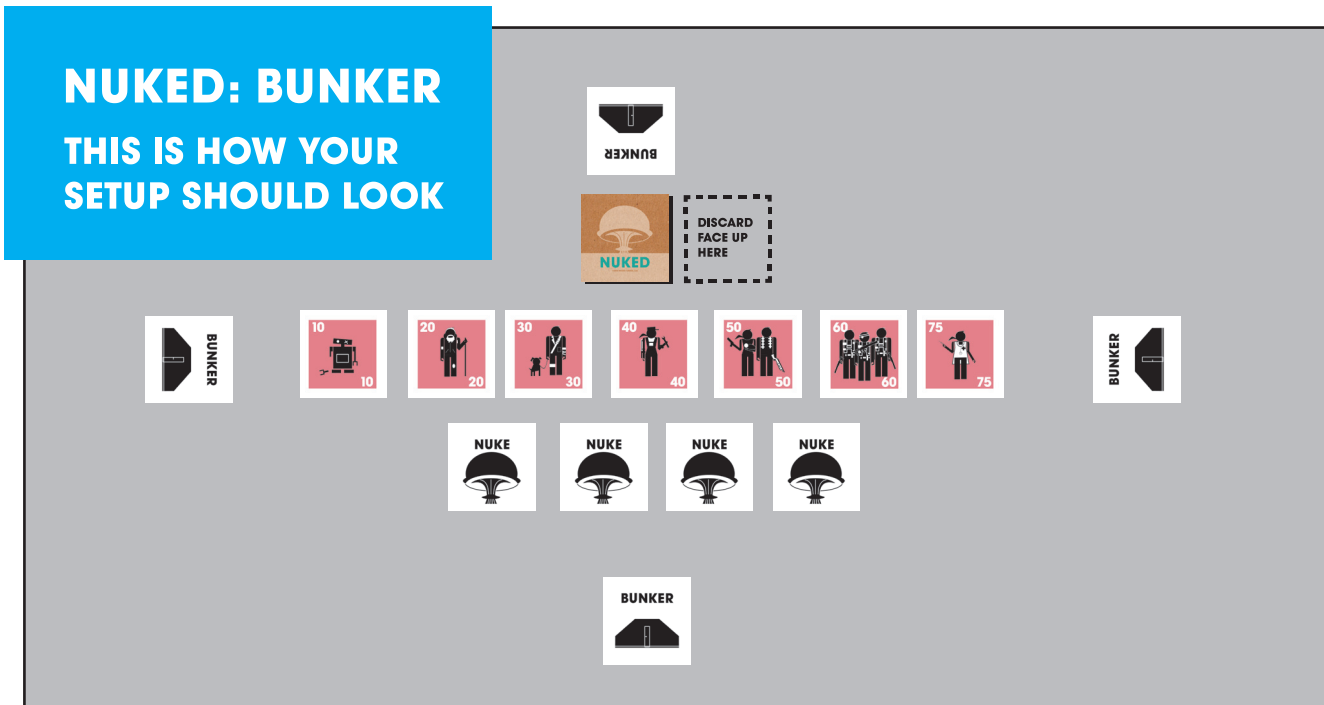 NUKED: BUNKER
THIS IS HOW YOUR
SETUP SHOULD LOOK
BUNKER
NUKED
DISCARD
FACE UP
HERE
BUNKER
10
10
20
20
30
30
40
40
50
50
60
60
75
75
BUNKER
NUKE
NUKE
NUKE
NUKE
BUNKER